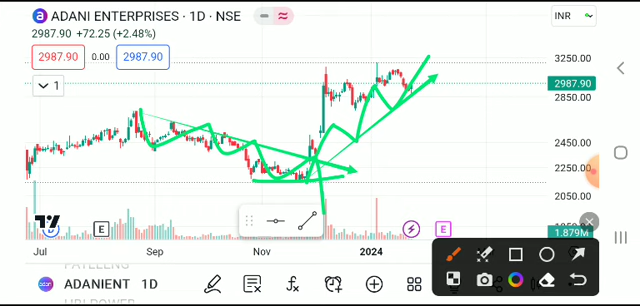 ADANI ENTERPRISES · 1D · NSE
INR
2987.90 +72.25 (+2.48%)
2987.90 0.00 2987.90
1
3250.00
2987.90
2850.00
2450.00
2250.00
2050.00
1.879M
D E E
Jul Sep Nov 2024
ADANIENT 1D